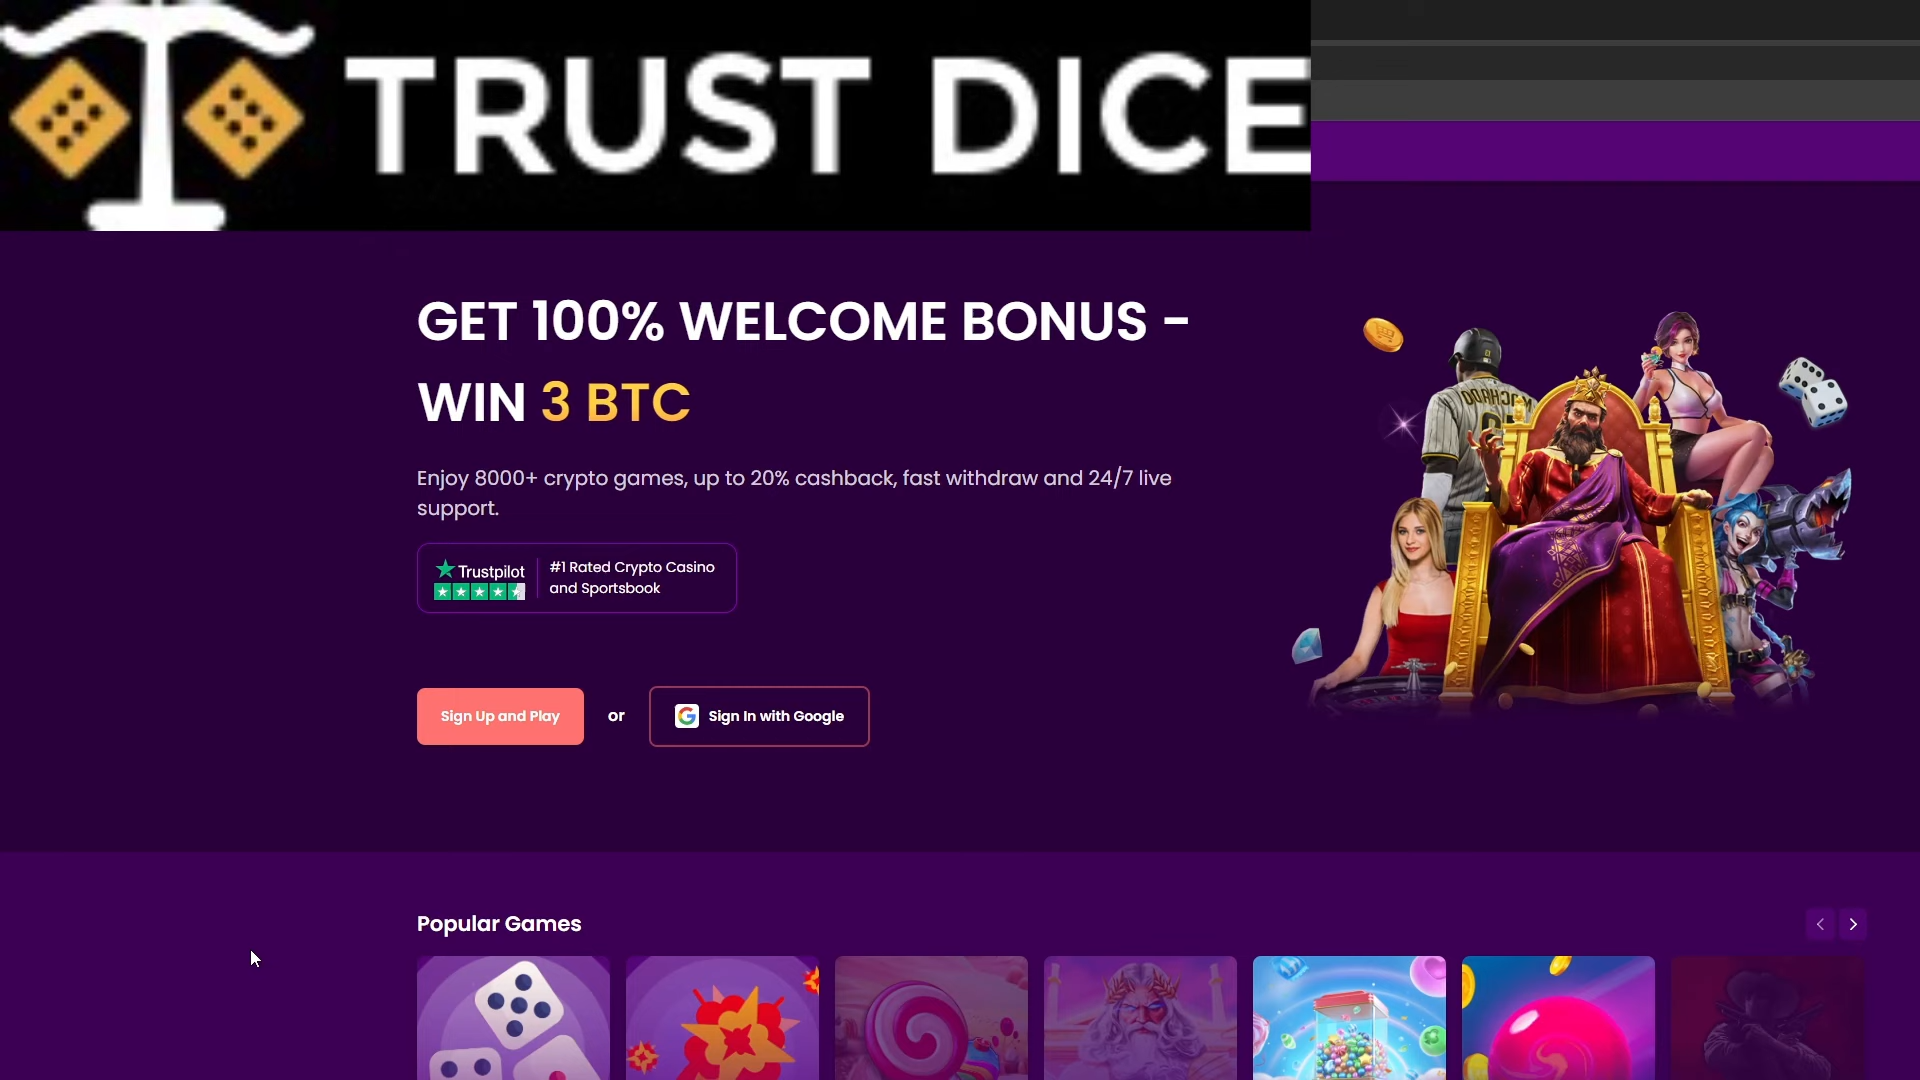 TRUST DICE
GET 100% WELCOME BONUS -
WIN 3 BTC
Enjoy 8000+ crypto games, up to 20% cashback, fast withdraw and 24/7 live
support.
Trustpilot
#1 Rated Crypto Casino
and Sportsbook
Sign Up and Play
or
Sign In with Google
Popular Games